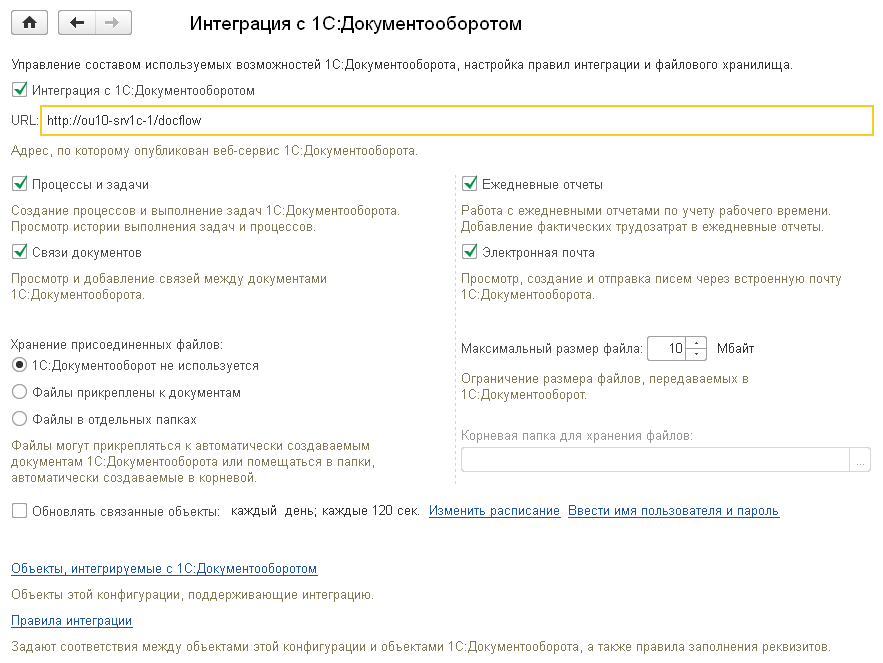 Интеграция с 1С:Документооборотом
Управление составом используемых возможностей 1С:Документооборота, настройка правил интеграции и файлового хранилища.
Интеграция с 1С:Документооборотом
URL: http://ou10-srv1c-1/docflow
Адрес, по которому опубликован веб-сервис 1С:Документооборота.
Процессы и задачи
Создание процессов и выполнение задач 1С:Документооборота.
Просмотр истории выполнения задач и процессов.
Связи документов
Просмотр и добавление связей между документами
1С:Документооборота.
Ежедневные отчеты
Работа с ежедневными отчетами по учету рабочего времени.
Добавление фактических трудозатрат в ежедневные отчеты.
Электронная почта
Просмотр, создание и отправка писем через встроенную почту
1С:Документооборота.
Хранение присоединенных файлов:
1С:Документооборот не используется
Файлы прикреплены к документам
Файлы в отдельных папках
Файлы могут прикрепляться к автоматически создаваемым
документам 1С:Документооборота или помещаться в папки,
автоматически создаваемые в корневой.
Максимальный размер файла: 10 Мбайт
Ограничение размера файлов, передаваемых в
1С:Документооборот.
Корневая папка для хранения файлов:
...
Обновлять связанные объекты: каждый день; каждые 120 сек. Изменить расписание Ввести имя пользователя и пароль
Объекты, интегрируемые с 1С:Документооборотом
Объекты этой конфигурации, поддерживающие интеграцию.
Правила интеграции
Задают соответствия между объектами этой конфигурации и объектами 1С:Документооборота, а также правила заполнения реквизитов.